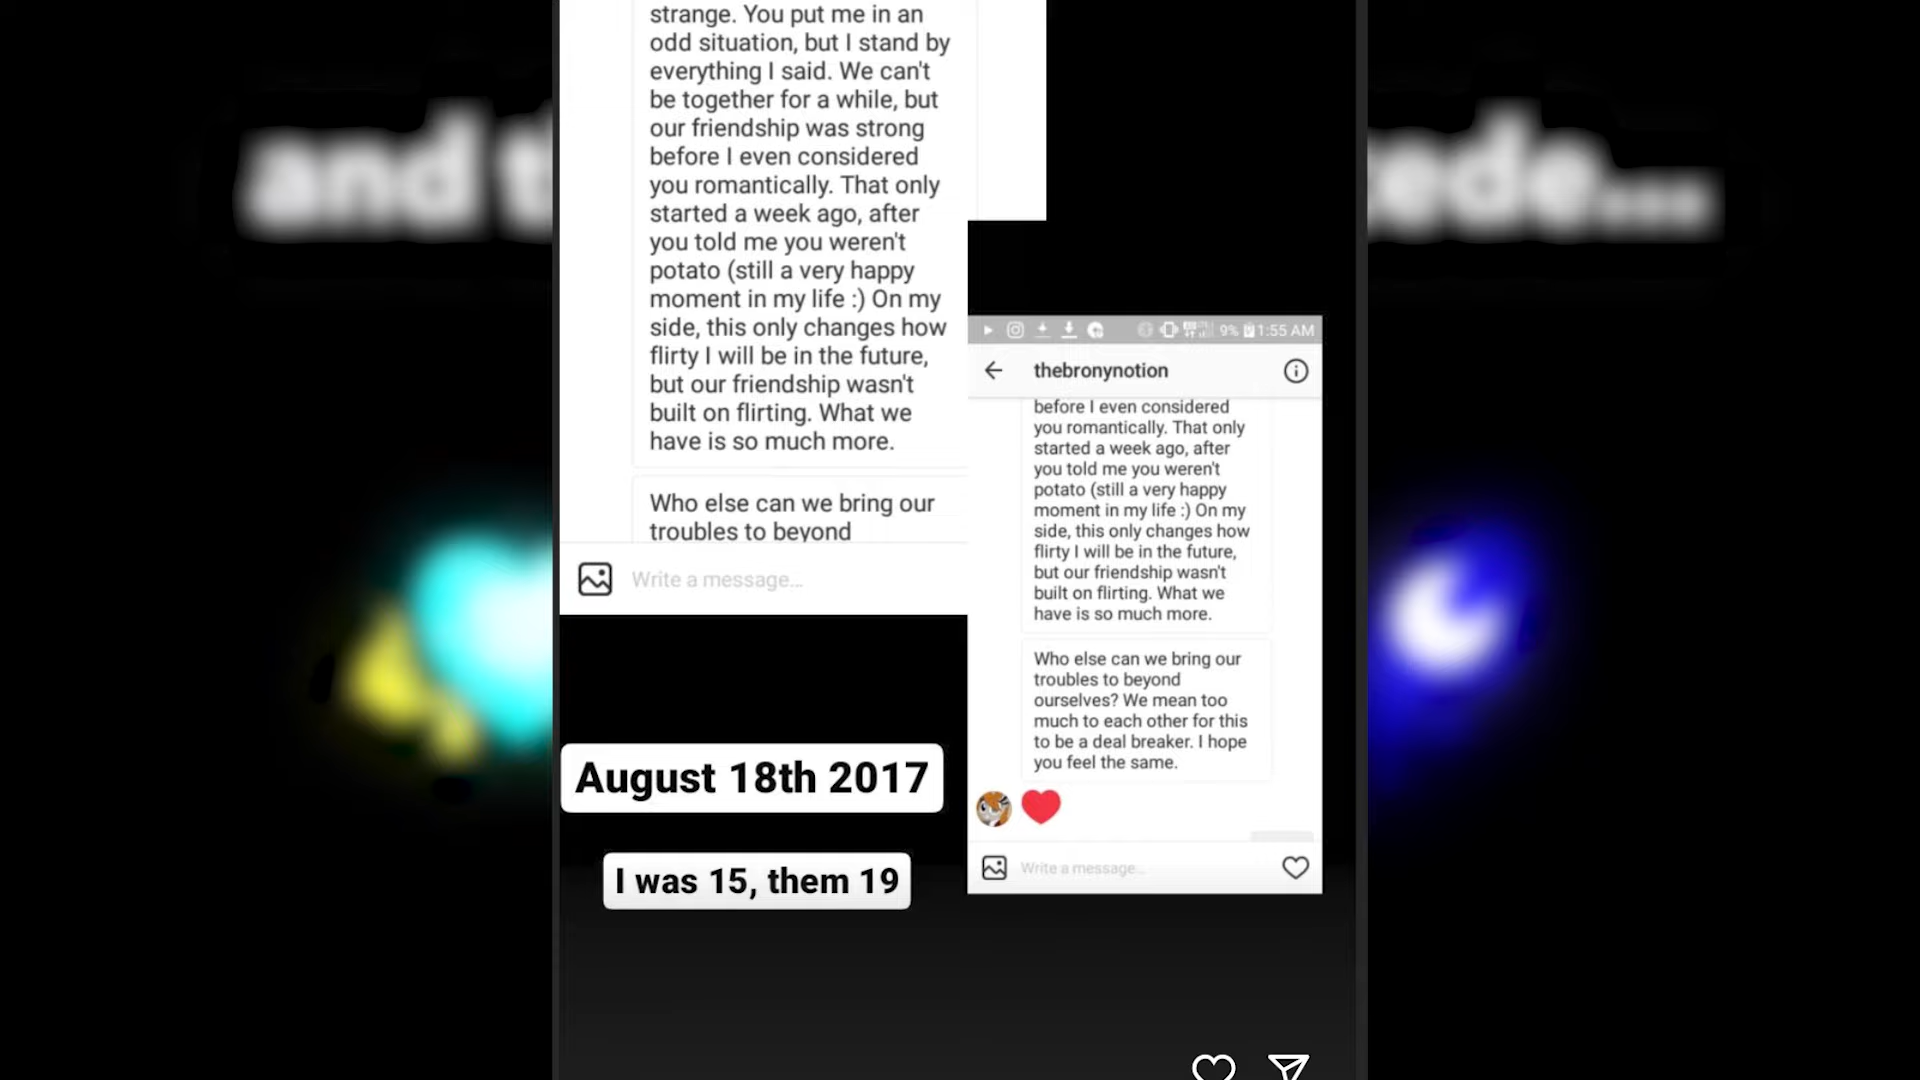 strange. You put me in an
odd situation, but I stand by
everything I said. We can't
be together for a while, but
our friendship was strong
before I even considered
you romantically. That only
started a week ago, after
you told me you weren't
potato (still a very happy
moment in my life :) On my
side, this only changes how
flirty I will be in the future,
but our friendship wasn't
built on flirting. What we
have is so much more.
Who else can we bring our
troubles to beyond
Write a message...
August 18th 2017
I was 15, them 19
9% 1:55 AM
thebronynotion
before I even considered
you romantically. That only
started a week ago, after
you told me you weren't
potato (still a very happy
moment in my life :) On my
side, this only changes how
flirty I will be in the future,
but our friendship wasn't
built on flirting. What we
have is so much more.
Who else can we bring our
troubles to beyond
ourselves? We mean too
much to each other for this
to be a deal breaker. I hope
you feel the same.
Write a message...
and